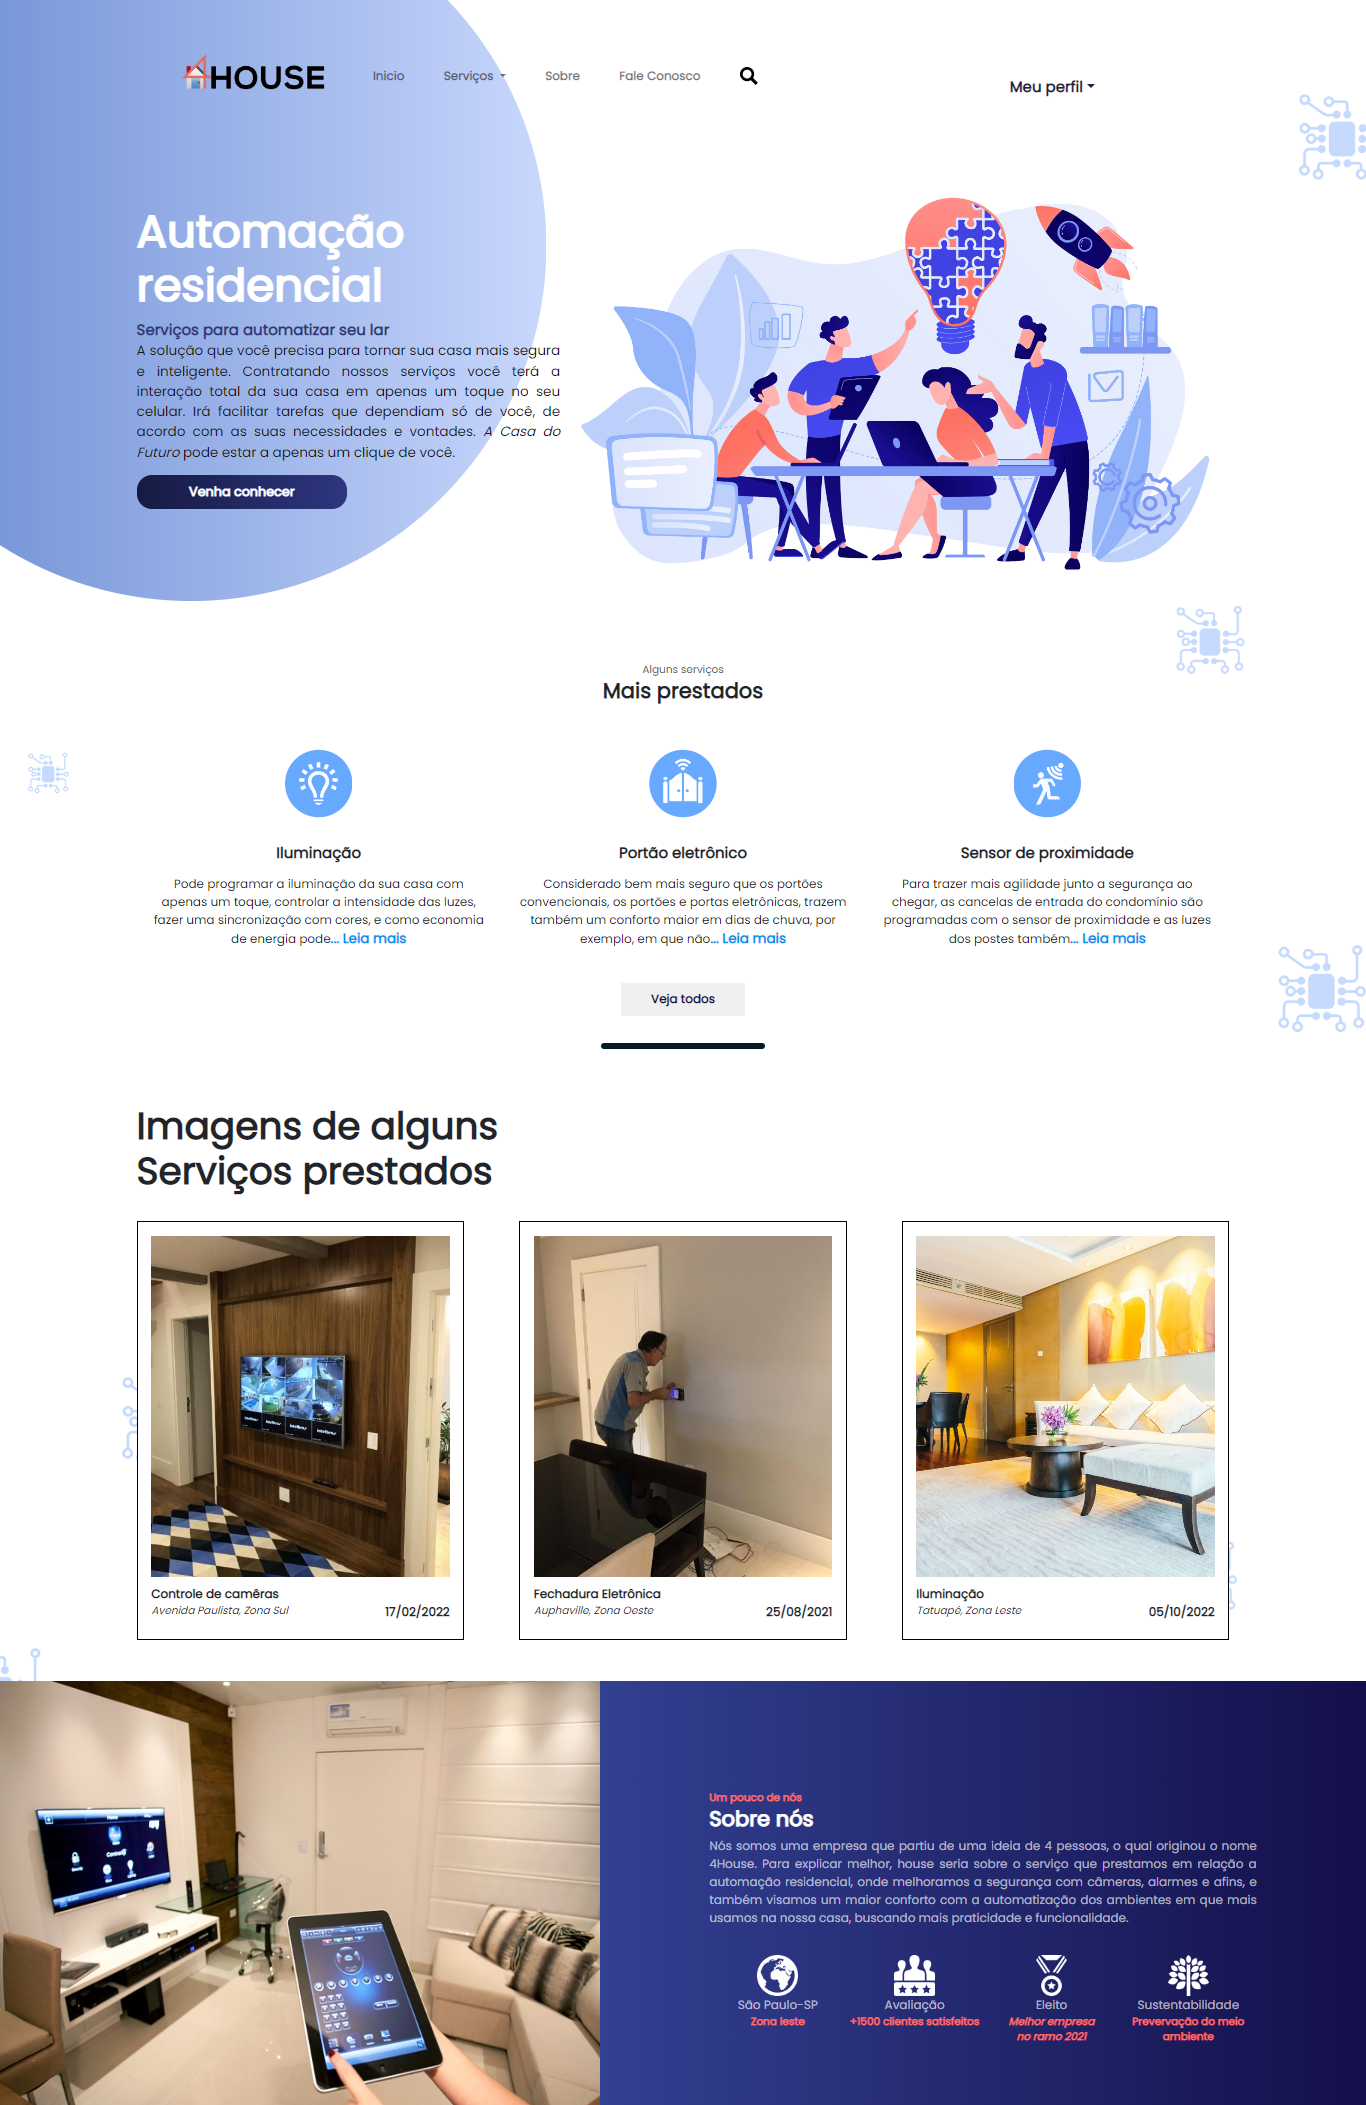 4HOUSE
Inicio
Serviços
Sobre
Fale Conosco
Meu perfil
Automação
residencial
Serviços para automatizar seu lar
A solução que você precisa para tornar sua casa mais segura
e inteligente. Contratando nossos serviços você terá a
interação total da sua casa em apenas um toque no seu
celular. Irá facilitar tarefas que dependiam só de você, de
acordo com as suas necessidades e vontades. A Casa do
Futuro pode estar a apenas um clique de você.
Venha conhecer
Alguns serviços
Mais prestados
Iluminação
Pode programar a iluminação da sua casa com
apenas um toque, controlar a intensidade das luzes,
fazer uma sincronização com cores, e como economia
de energia pode... Leia mais
Portão eletrônico
Considerado bem mais seguro que os portões
convencionais, os portões e portas eletrônicas, trazem
também um conforto maior em dias de chuva, por
exemplo, em que não... Leia mais
Sensor de proximidade
Para trazer mais agilidade junto a segurança ao
chegar, as cancelas de entrada do condomínio são
programadas com o sensor de proximidade e as luzes
dos postes também... Leia mais
Veja todos
Imagens de alguns
Serviços prestados
Controle de camêras
Avenida Paulista, Zona Sul
17/02/2022
Fechadura Eletrônica
Auphaville, Zona Oeste
25/08/2021
Iluminação
Tatuapé, Zona Leste
05/10/2022
Um pouco de nós
Sobre nós
Nós somos uma empresa que partiu de uma ideia de 4 pessoas, o qual originou o nome
4House. Para explicar melhor, house seria sobre o serviço que prestamos em relação a
automação residencial, onde melhoramos a segurança com câmeras, alarmes e afins, e
também visamos um maior conforto com a automatização dos ambientes em que mais
usamos na nossa casa, buscando mais praticidade e funcionalidade.
São Paulo-SP
Zona leste
Avaliação
+1500 clientes satisfeitos
Eleito
Melhor empresa
no ramo 2021
Sustentabilidade
Prevervação do meio
ambiente